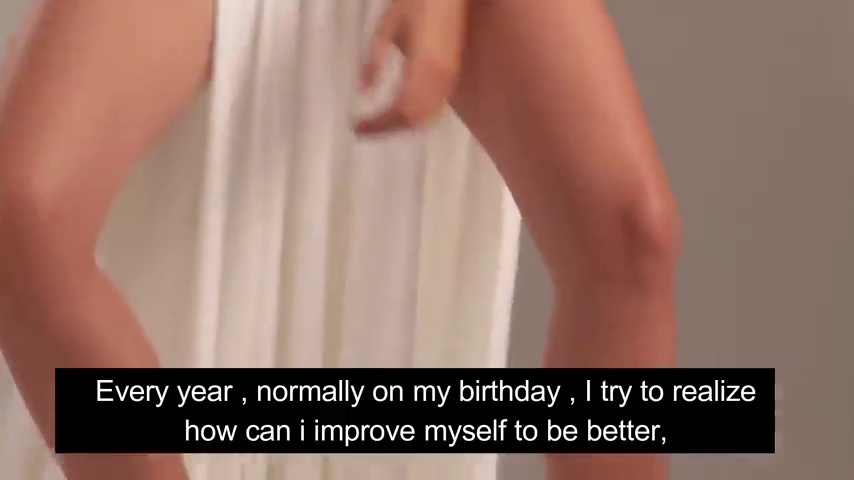 Every year , normally on my birthday , I try to realize
how can i improve myself to be better,